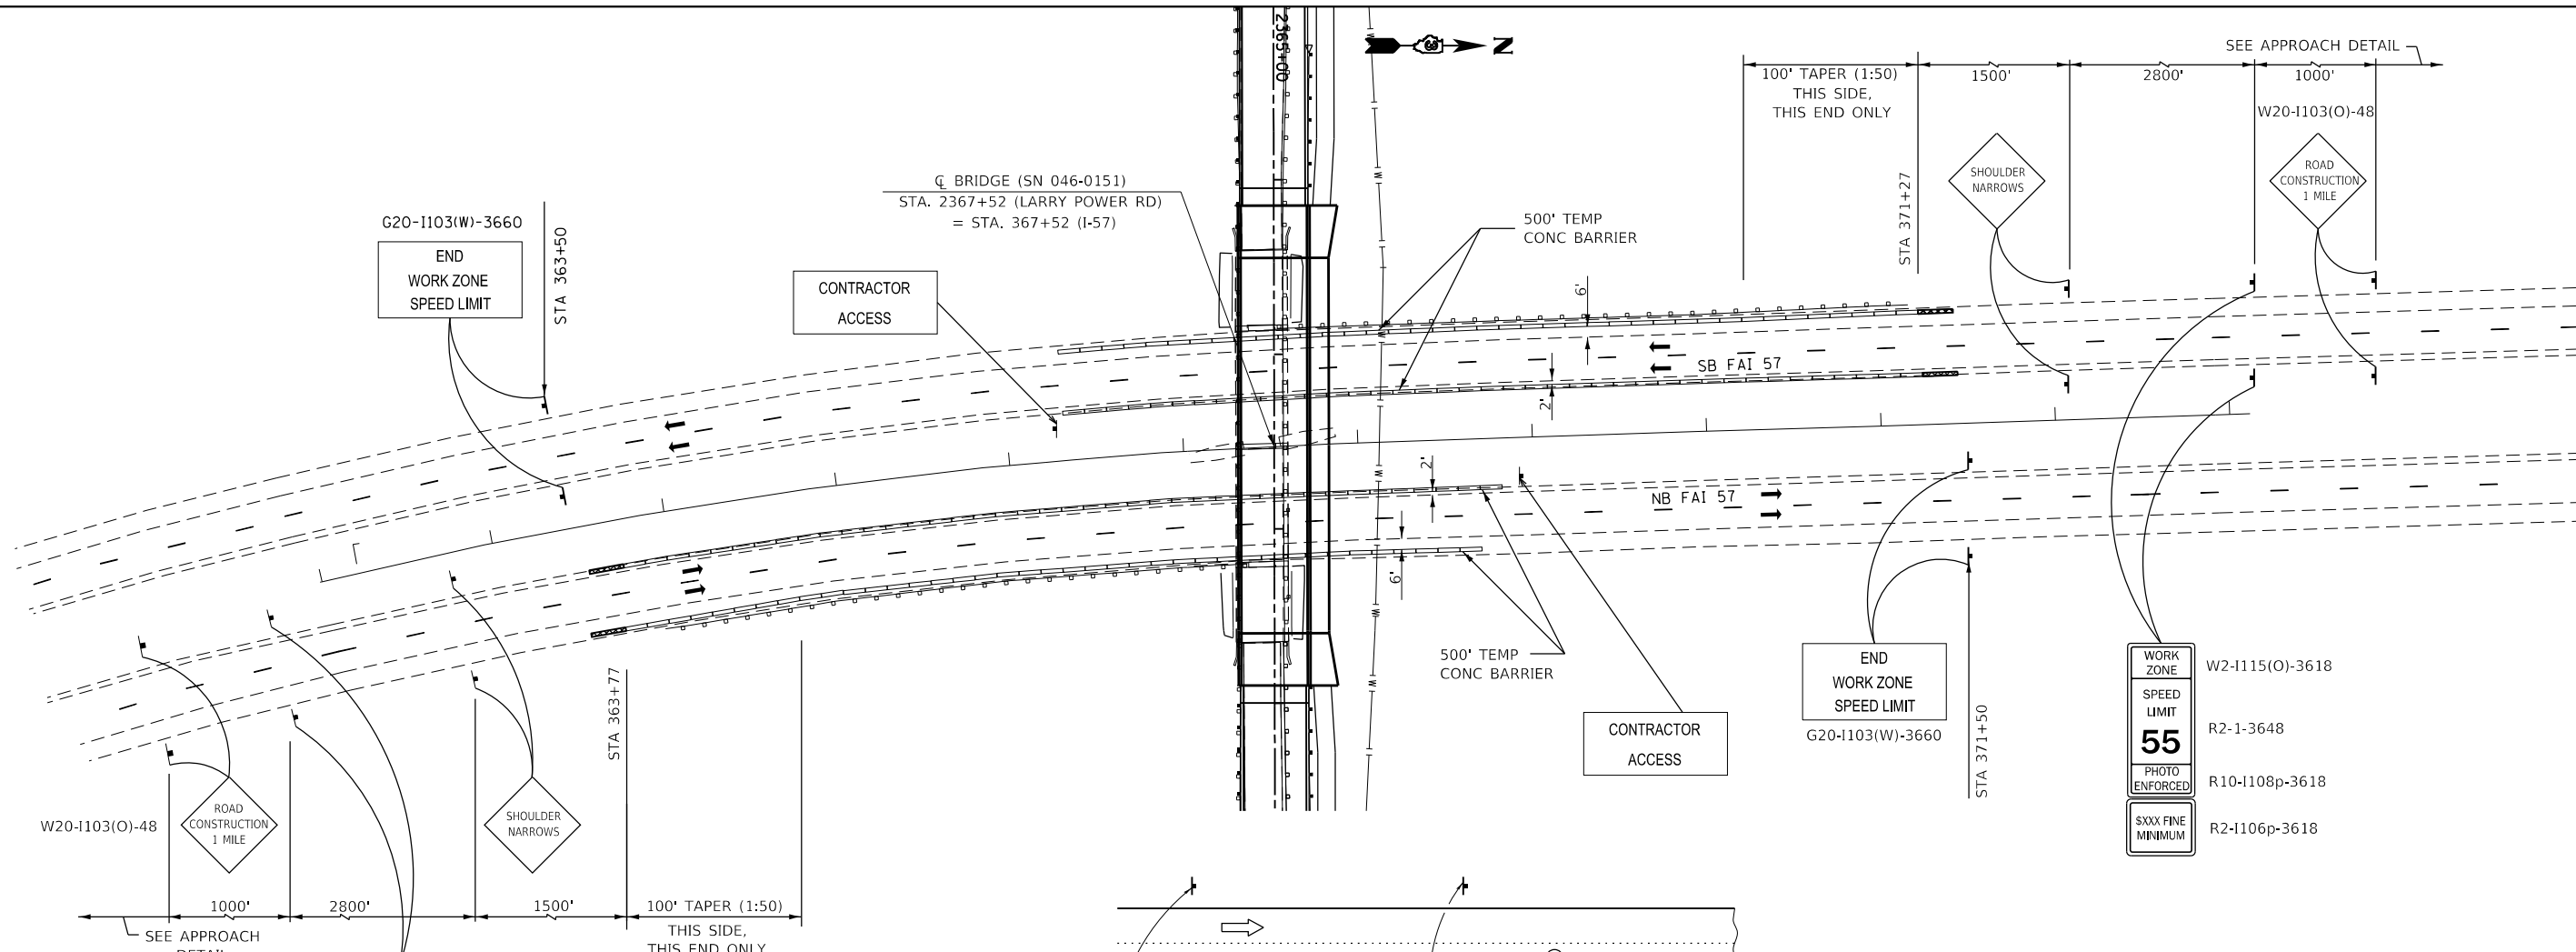 2365+00
3
N
SEE APPROACH DETAIL
100' TAPER (1:50)
THIS SIDE,
THIS END ONLY
1500'
2800'
1000'
W20-I103(O)-48
SHOULDER
NARROWS
ROAD
CONSTRUCTION
1 MILE
STA 371+27
℄ BRIDGE (SN 046-0151)
STA. 2367+52 (LARRY POWER RD)
= STA. 367+52 (I-57)
G20-I103(W)-3660
END
WORK ZONE
SPEED LIMIT
STA 363+50
CONTRACTOR
ACCESS
500' TEMP
CONC BARRIER
6'
2'
SB FAI 57
2'
6'
NB FAI 57
W
W
W
W
W
W
W
STA 363+77
500' TEMP
CONC BARRIER
CONTRACTOR
ACCESS
END
WORK ZONE
SPEED LIMIT
G20-I103(W)-3660
STA 371+50
WORK
ZONE
W2-I115(O)-3618
SPEED
LIMIT
55
R2-1-3648
PHOTO
ENFORCED
R10-I108p-3618
$XXX FINE
MINIMUM
R2-I106p-3618
W20-I103(O)-48
ROAD
CONSTRUCTION
1 MILE
SHOULDER
NARROWS
1000'
2800'
1500'
100' TAPER (1:50)
THIS SIDE,
THIS END ONLY
SEE APPROACH
DETAIL